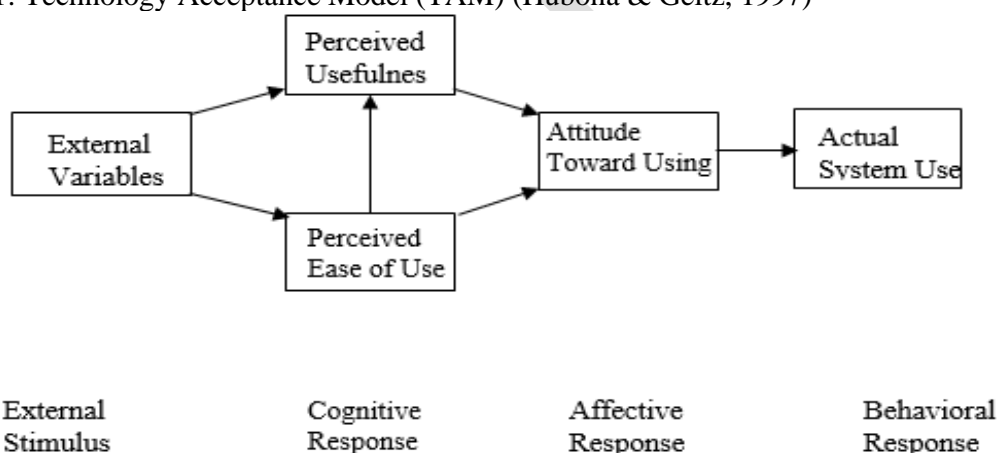 Technology Acceptance Model (TAM) (Hubona & Geitz, 1997)
Perceived
Usefulnes
External
Variables
Attitude
Toward Using
Actual
System Use
Perceived
Ease of Use
External
Stimulus
Cognitive
Response
Affective
Response
Behavioral
Response